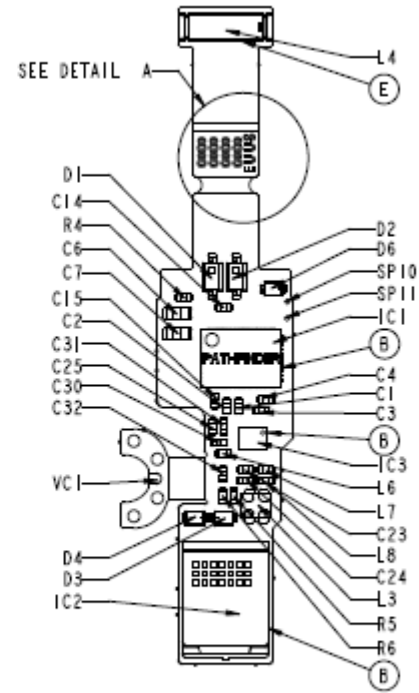 L4
E
SEE DETAIL A
EUUS
D1
C14
R4
C6
C7
C15
C2
C31
C25
C30
C32
VC1
D4
D3
IC2
D2
D6
SP10
SP11
IC1
PATHFINDER
B
C4
C1
C3
B
IC3
L6
L7
C23
L8
C24
L3
R5
R6
B